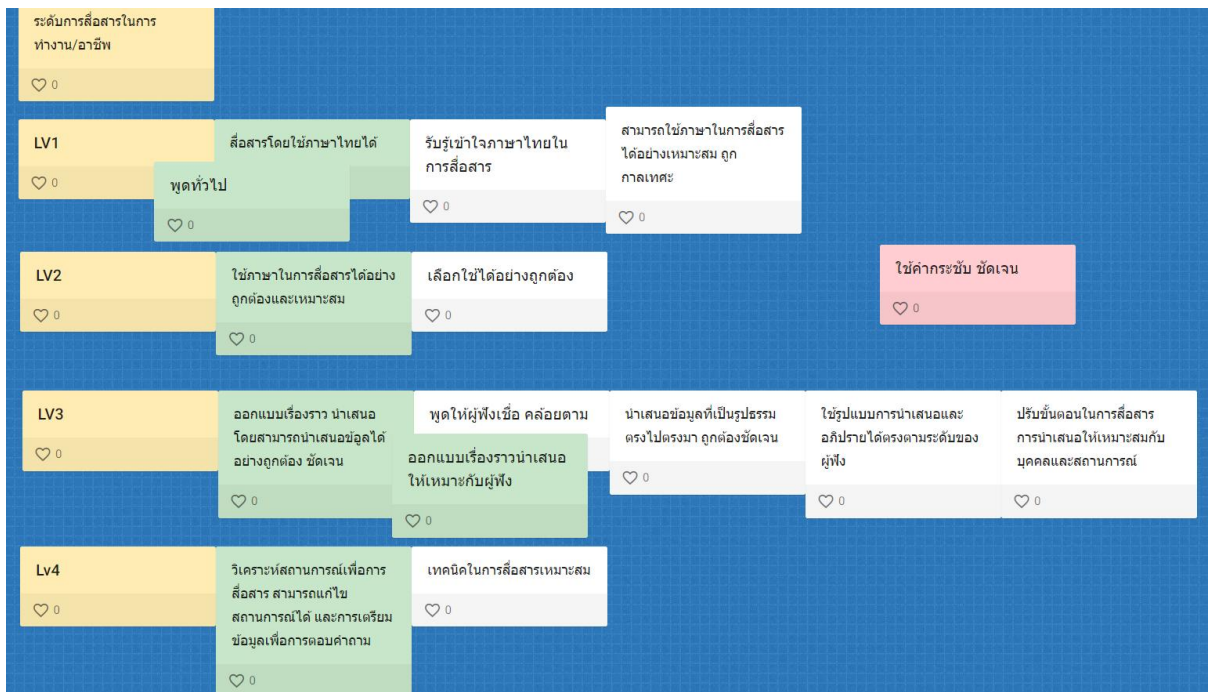 ระดับการสื่อสารในการ
ทำงาน/อาชีพ
0
LV1
0
สื่อสารโดยใช้ภาษาไทยได้
พูดทั่วไป
0
รับรู้เข้าใจภาษาไทยใน
การสื่อสาร
0
สามารถใช้ภาษาในการสื่อสาร
ได้อย่างเหมาะสม ถูก
กาลเทศะ
0
LV2
0
ใช้ภาษาในการสื่อสารได้อย่าง
ถูกต้องและเหมาะสม
0
เลือกใช้ได้อย่างถูกต้อง
0
ใช้คำกระชับ ชัดเจน
0
LV3
0
ออกแบบเรื่องราว นำเสนอ
โดยสามารถนำเสนอข้อูลได้
อย่างถูกต้อง ชัดเจน
0
พูดให้ผู้ฟังเชื่อ คล้อยตาม
ออกแบบเรื่องราวนำเสนอ
ให้เหมาะกับผู้ฟัง
0
นำเสนอข้อมูลที่เป็นรูปธรรม
ตรงไปตรงมา ถูกต้องชัดเจน
0
ใช้รูปแบบการนำเสนอและ
อภิปรายได้ตรงตามระดับของ
ผู้ฟัง
0
ปรับขั้นตอนในการสื่อสาร
การนำเสนอให้เหมาะสมกับ
บุคคลและสถานการณ์
0
Lv4
0
วิเคราะห์สถานการณ์เพื่อการ
สื่อสาร สามารถแก้ไข
สถานการณ์ได้ และการเตรียม
ข้อมูลเพื่อการตอบคำถาม
0
เทคนิคในการสื่อสารเหมาะสม
0